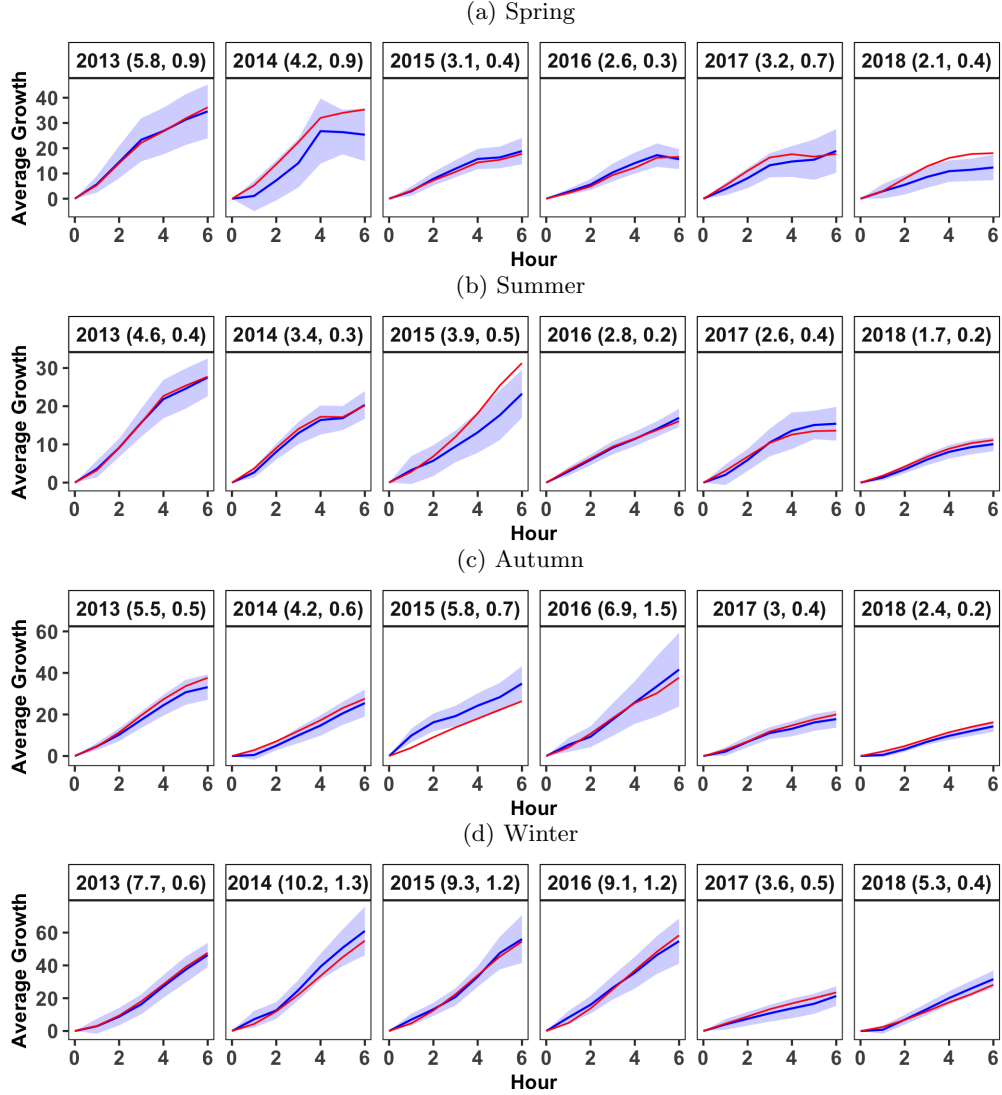 (a) Spring
2013 (5.8, 0.9) 2014 (4.2, 0.9) 2015 (3.1, 0.4) 2016 (2.6, 0.3) 2017 (3.2, 0.7) 2018 (2.1, 0.4)
Average Growth
40
30
20
10
0
0 2 4 6 0 2 4 6 0 2 4 6 0 2 4 6 0 2 4 6 0 2 4 6
Hour
(b) Summer
2013 (4.6, 0.4) 2014 (3.4, 0.3) 2015 (3.9, 0.5) 2016 (2.8, 0.2) 2017 (2.6, 0.4) 2018 (1.7, 0.2)
Average Growth
30
20
10
0
0 2 4 6 0 2 4 6 0 2 4 6 0 2 4 6 0 2 4 6 0 2 4 6
Hour
(c) Autumn
2013 (5.5, 0.5) 2014 (4.2, 0.6) 2015 (5.8, 0.7) 2016 (6.9, 1.5) 2017 (3, 0.4) 2018 (2.4, 0.2)
Average Growth
60
40
20
0
0 2 4 6 0 2 4 6 0 2 4 6 0 2 4 6 0 2 4 6 0 2 4 6
Hour
(d) Winter
2013 (7.7, 0.6) 2014 (10.2, 1.3) 2015 (9.3, 1.2) 2016 (9.1, 1.2) 2017 (3.6, 0.5) 2018 (5.3, 0.4)
Average Growth
60
40
20
0
0 2 4 6 0 2 4 6 0 2 4 6 0 2 4 6 0 2 4 6 0 2 4 6
Hour